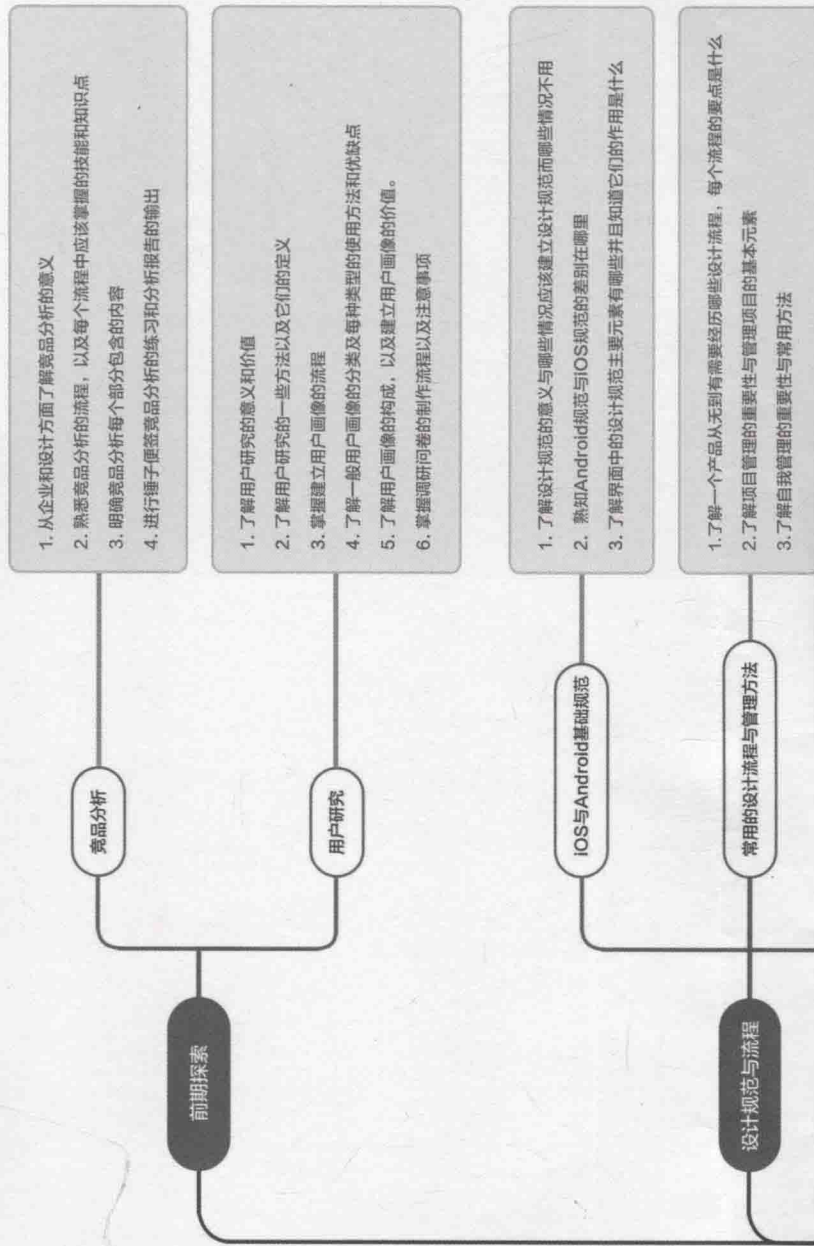 前期探索
竞品分析
1. 从企业和设计方面了解竞品分析的意义
2. 熟悉竞品分析的流程，以及每个流程中应该掌握的技能和知识点
3. 明确竞品分析每个部分包含的内容
4. 进行锤子便签竞品分析的练习和分析报告的输出
用户研究
1. 了解用户研究的意义和价值
2. 了解用户研究的一些方法以及它们的定义
3. 掌握建立用户画像的流程
4. 了解一般用户画像的分类及每种类型的使用方法和优缺点
5. 了解用户画像的构成，以及建立用户画像的价值。
6. 掌握调研问卷的制作流程以及注意事项
设计规范与流程
iOS与Android基础规范
1. 了解设计规范的意义与哪些情况应该建立设计规范而哪些情况不用
2. 熟知Android规范与iOS规范的差别在哪里
3. 了解界面中的设计规范主要元素有哪些并且知道它们的作用是什么
常用的设计流程与管理方法
1.了解一个产品从无到有需要经历哪些设计流程，每个流程的要点是什么
2.了解项目管理的重要性与管理项目的基本元素
3.了解自我管理的重要性与常用方法